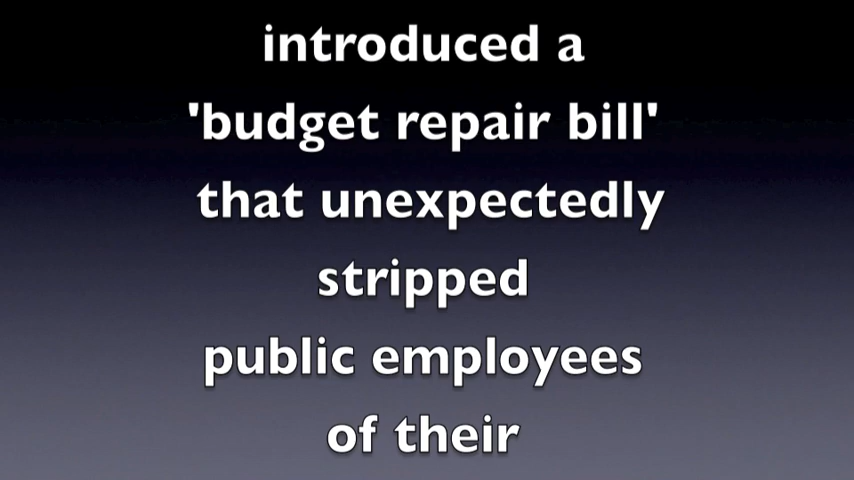 introduced a
'budget repair bill'
that unexpectedly
stripped
public employees
of their